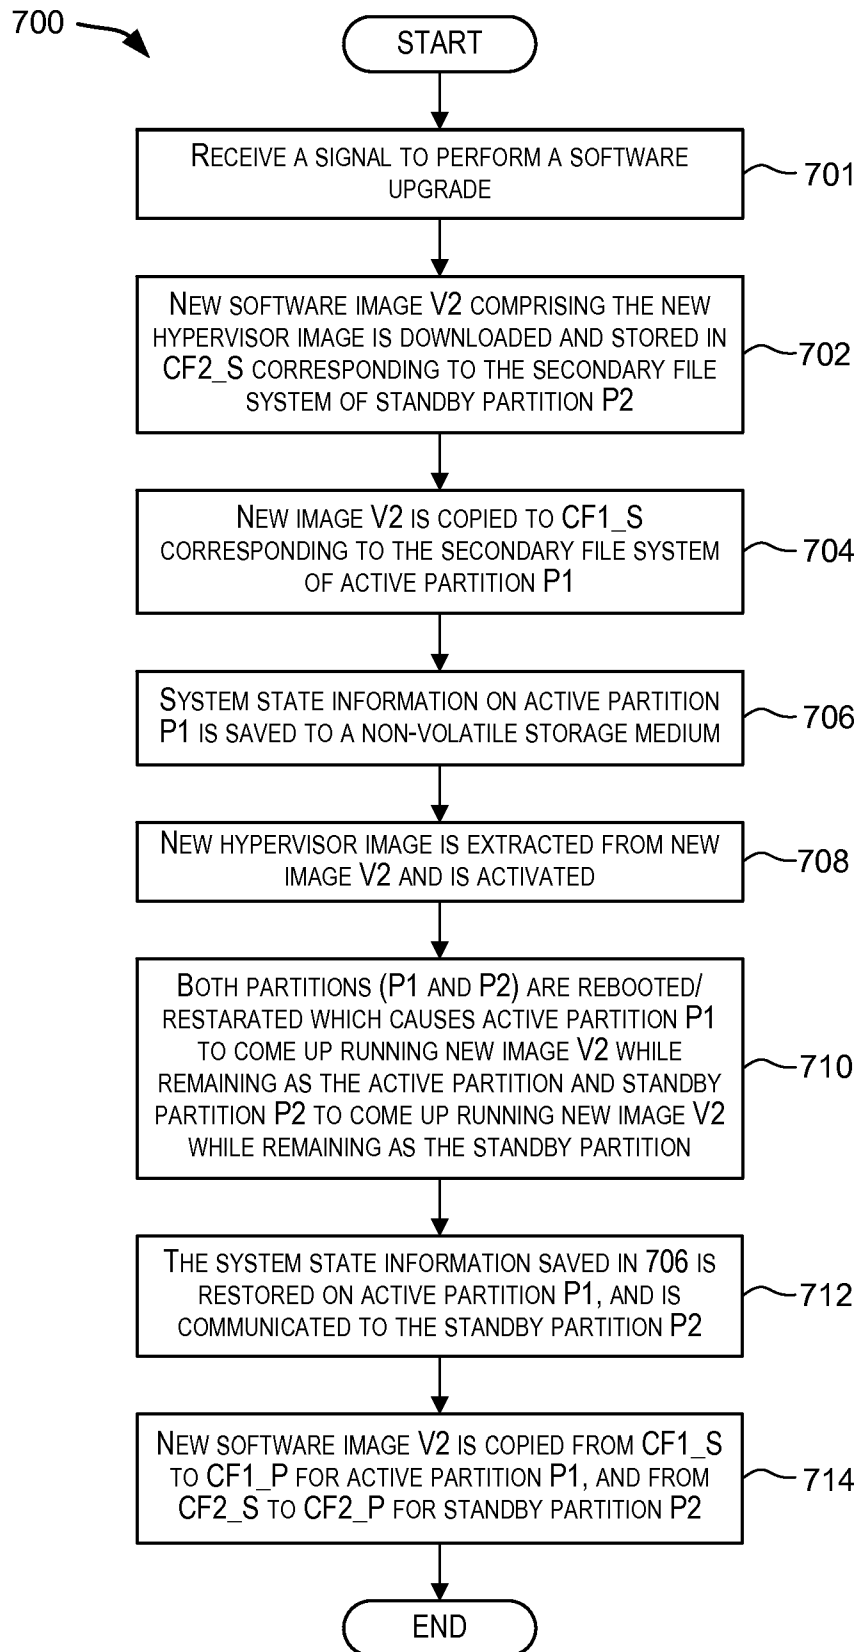 700
START
RECEIVE A SIGNAL TO PERFORM A SOFTWARE
UPGRADE
701
NEW SOFTWARE IMAGE V2 COMPRISING THE NEW
HYPERVISOR IMAGE IS DOWNLOADED AND STORED IN
CF2_S CORRESPONDING TO THE SECONDARY FILE
SYSTEM OF STANDBY PARTITION P2
702
NEW IMAGE V2 IS COPIED TO CF1_S
CORRESPONDING TO THE SECONDARY FILE SYSTEM
OF ACTIVE PARTITION P1
704
SYSTEM STATE INFORMATION ON ACTIVE PARTITION
P1 IS SAVED TO A NON-VOLATILE STORAGE MEDIUM
706
NEW HYPERVISOR IMAGE IS EXTRACTED FROM NEW
IMAGE V2 AND IS ACTIVATED
708
BOTH PARTITIONS (P1 AND P2) ARE REBOOTED/
RESTARATED WHICH CAUSES ACTIVE PARTITION P1
TO COME UP RUNNING NEW IMAGE V2 WHILE
REMAINING AS THE ACTIVE PARTITION AND STANDBY
PARTITION P2 TO COME UP RUNNING NEW IMAGE V2
WHILE REMAINING AS THE STANDBY PARTITION
710
THE SYSTEM STATE INFORMATION SAVED IN 706 IS
RESTORED ON ACTIVE PARTITION P1, AND IS
COMMUNICATED TO THE STANDBY PARTITION P2
712
NEW SOFTWARE IMAGE V2 IS COPIED FROM CF1_S
TO CF1_P FOR ACTIVE PARTITION P1, AND FROM
CF2_S TO CF2_P FOR STANDBY PARTITION P2
714
END